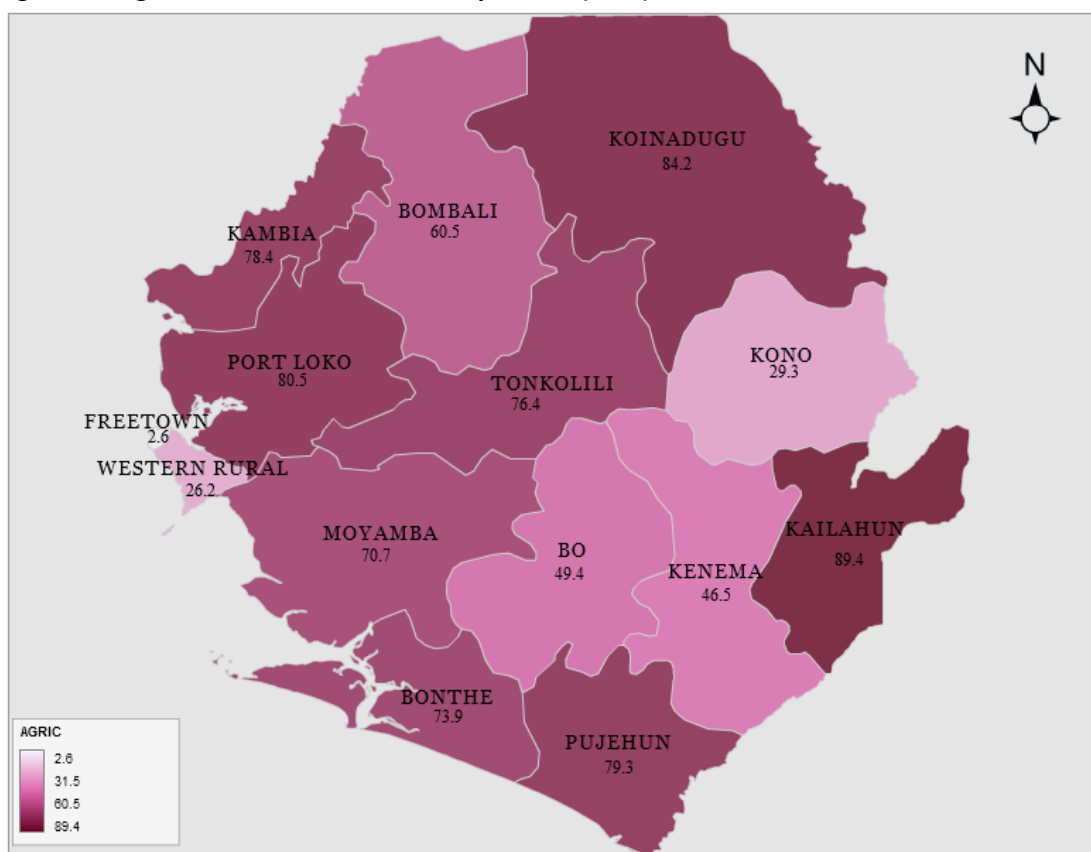 N
KOINADUGU
84.2
BOMBALI
60.5
KAMBIA
78.4
KONO
29.3
PORT LOKO
80.5
TONKOLILI
76.4
FREETOWN
2.6
WESTERN RURAL
26.2
MOYAMBA
70.7
BO
49.4
KENEMA
46.5
KAILAHUN
89.4
BONTHE
73.9
PUJEHUN
79.3
AGRIC
2.6
31.5
60.5
89.4